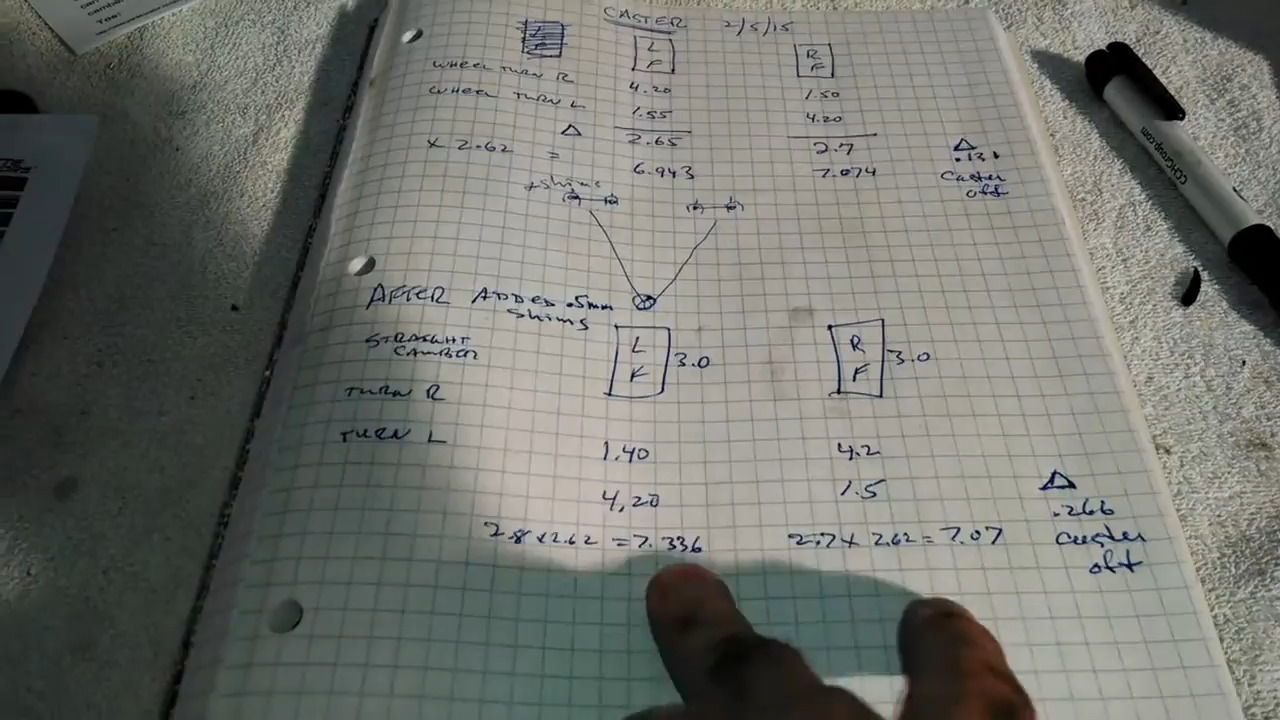 CASTER 2/5/15
L F
R F
WHEEL TURN R 4.20 1.50
WHEEL TURN L 1.55 4.20
Δ 2.65 2.7 Δ
× 2.62 = 6.943 7.074 .131
Caster
off
+shims
AFTER ADDED .5mm
shims
STRAIGHT
CAMBER
L F 3.0
R F 3.0
TURN R
TURN L
1.40 4.2
4,20 1.5
Δ
.266
2.8 × 2.62 = 7.336 2.7 × 2.62 = 7.07
caster
off
CCHGroup.com